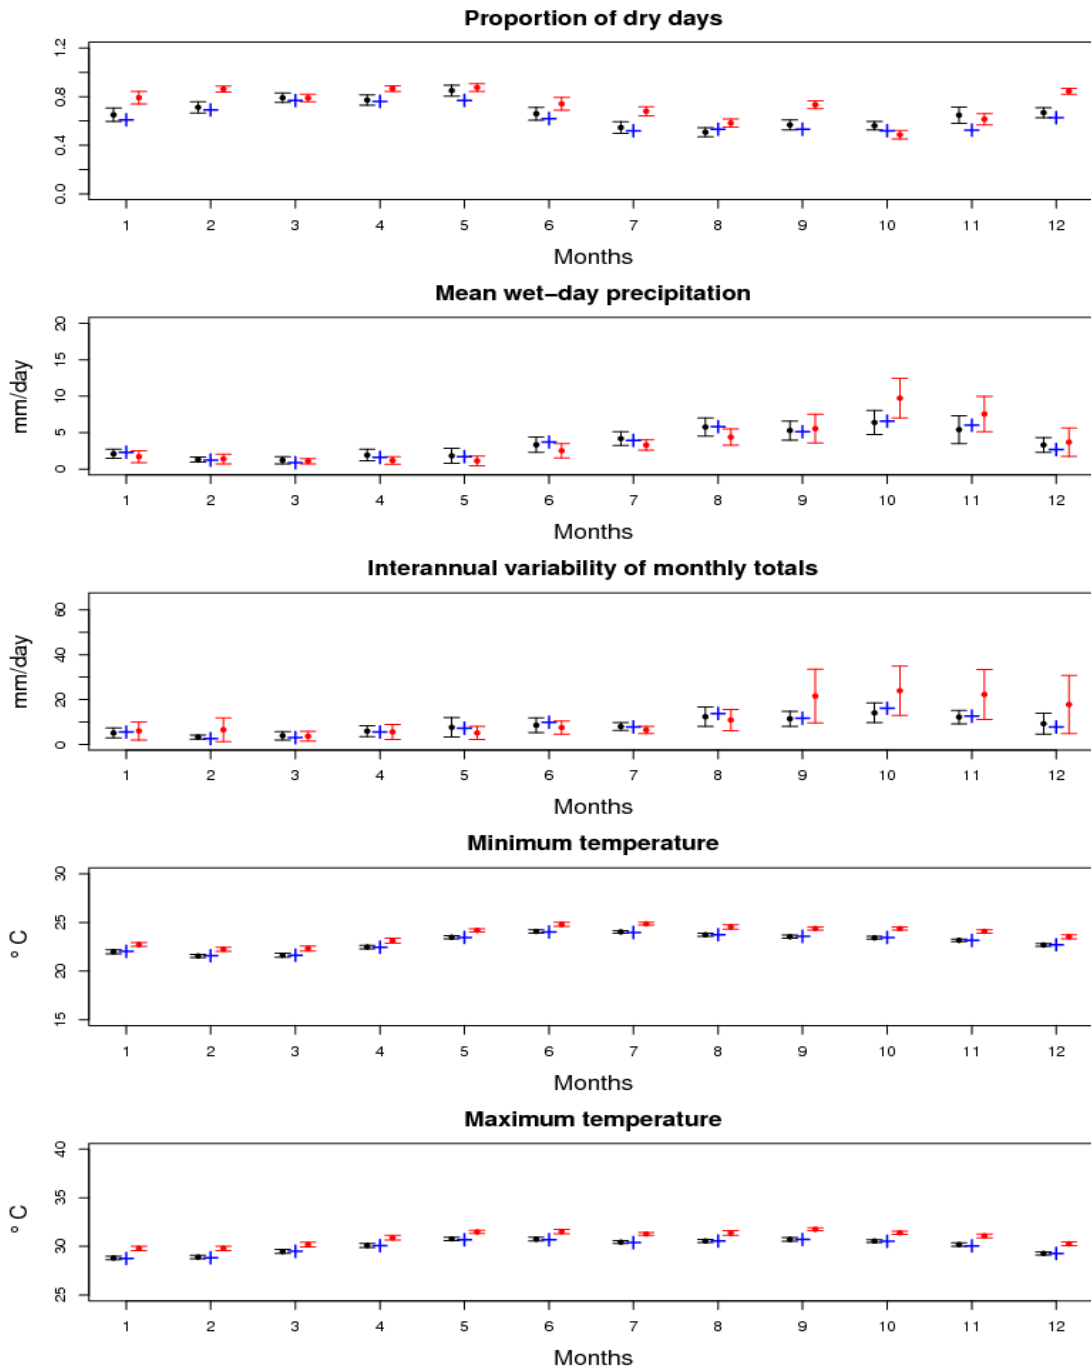 Proportion of dry days
0.0 0.4 0.8 1.2
1 2 3 4 5 6 7 8 9 10 11 12
Months
Mean wet-day precipitation
mm/day
0 5 10 15 20
1 2 3 4 5 6 7 8 9 10 11 12
Months
Interannual variability of monthly totals
mm/day
0 20 40 60
1 2 3 4 5 6 7 8 9 10 11 12
Months
Minimum temperature
° C
15 20 25 30
1 2 3 4 5 6 7 8 9 10 11 12
Months
Maximum temperature
° C
25 30 35 40
1 2 3 4 5 6 7 8 9 10 11 12
Months